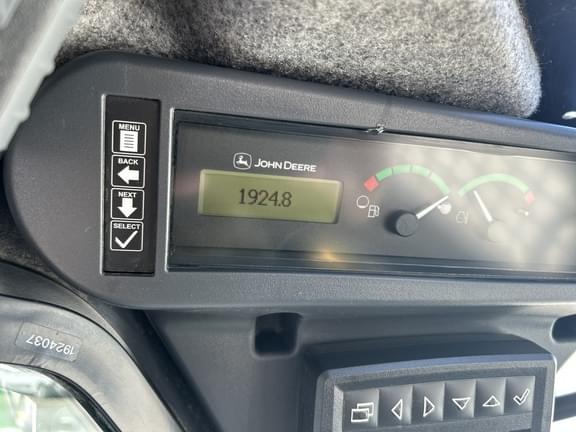 MENU
BACK
NEXT
SELECT
JOHN DEERE
1924.8
1924037